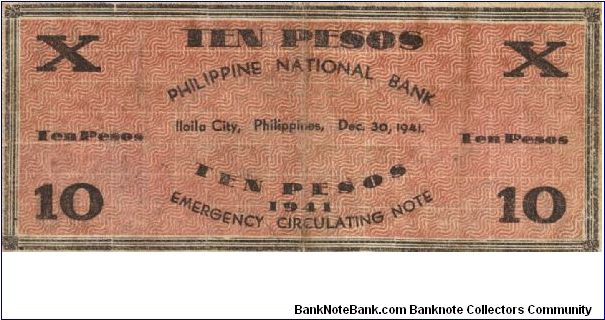 X TEN PESOS X
PHILIPPINE NATIONAL BANK
Iloilo City, Philippines, Dec. 30, 1941.
Ten Pesos Ten Pesos
TEN PESOS
1941
10 EMERGENCY CIRCULATING NOTE 10
BankNoteBank.com Banknote Collectors Community